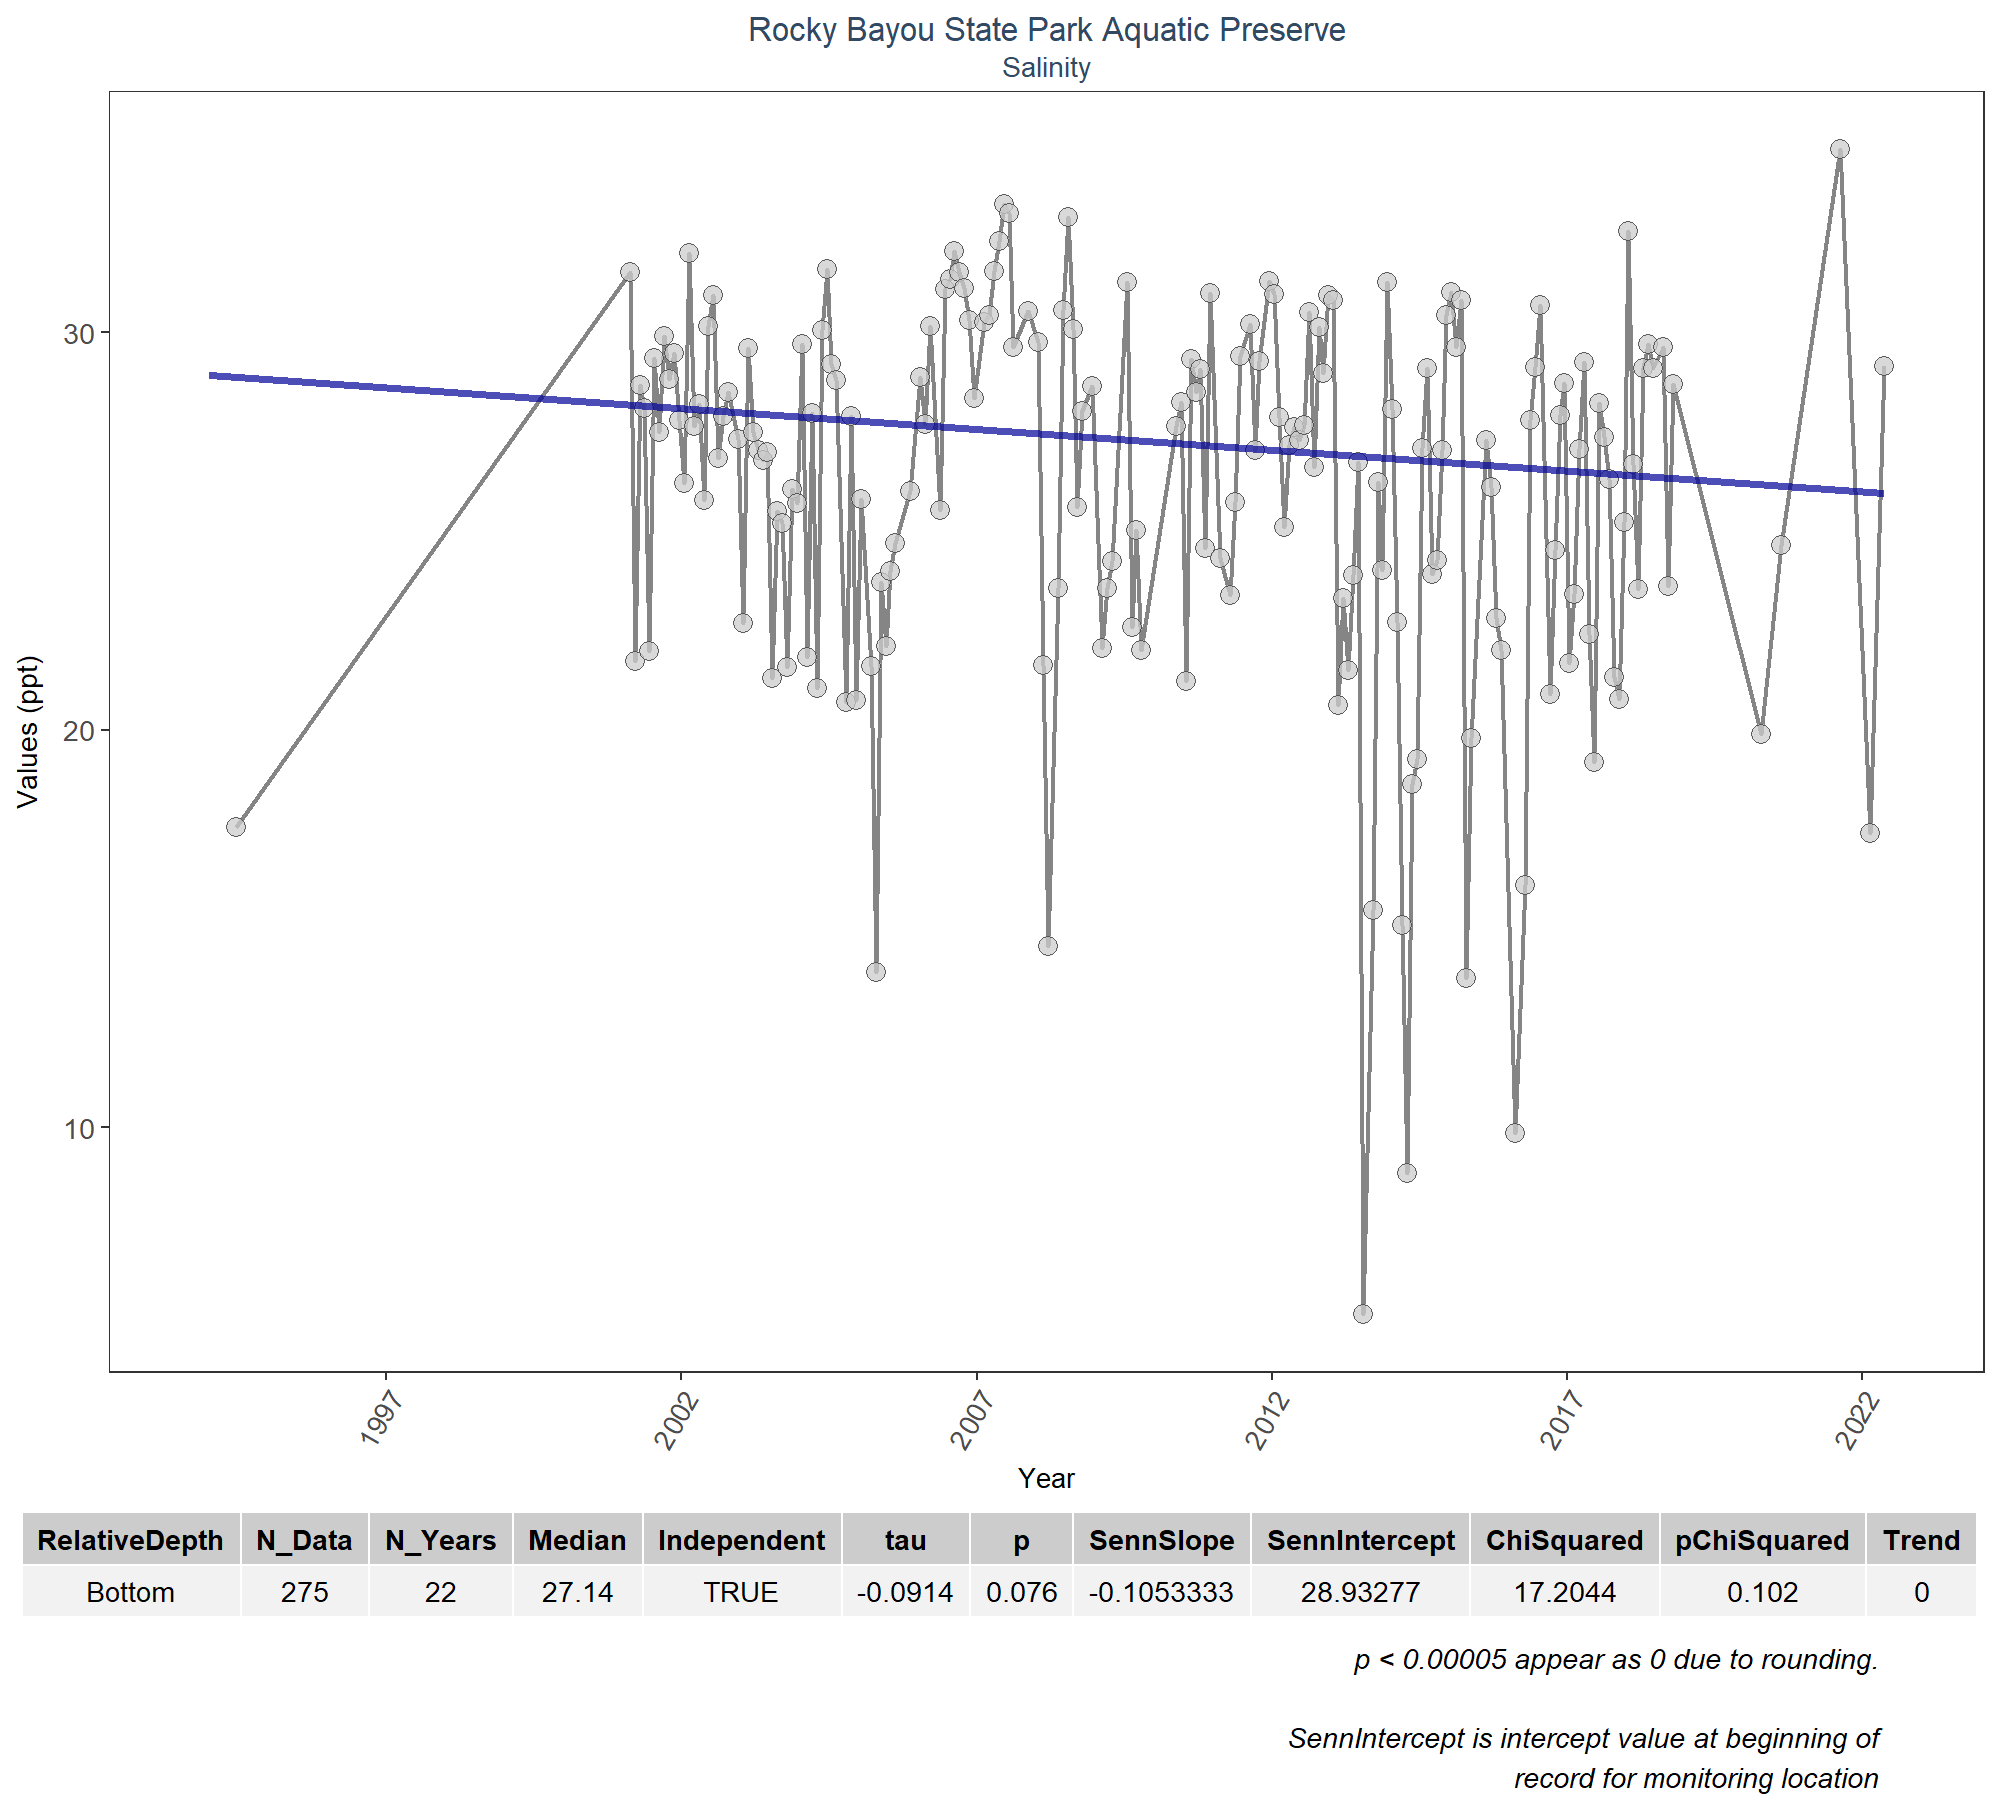 Rocky Bayou State Park Aquatic Preserve
Salinity
Values (ppt)
30
20
10
1997
2002
2007
2012
2017
2022
Year
RelativeDepth N_Data N_Years Median Independent tau p SennSlope SennIntercept ChiSquared pChiSquared Trend
Bottom 275 22 27.14 TRUE -0.0914 0.076 -0.1053333 28.93277 17.2044 0.102 0
p < 0.00005 appear as 0 due to rounding.
SennIntercept is intercept value at beginning of
record for monitoring location